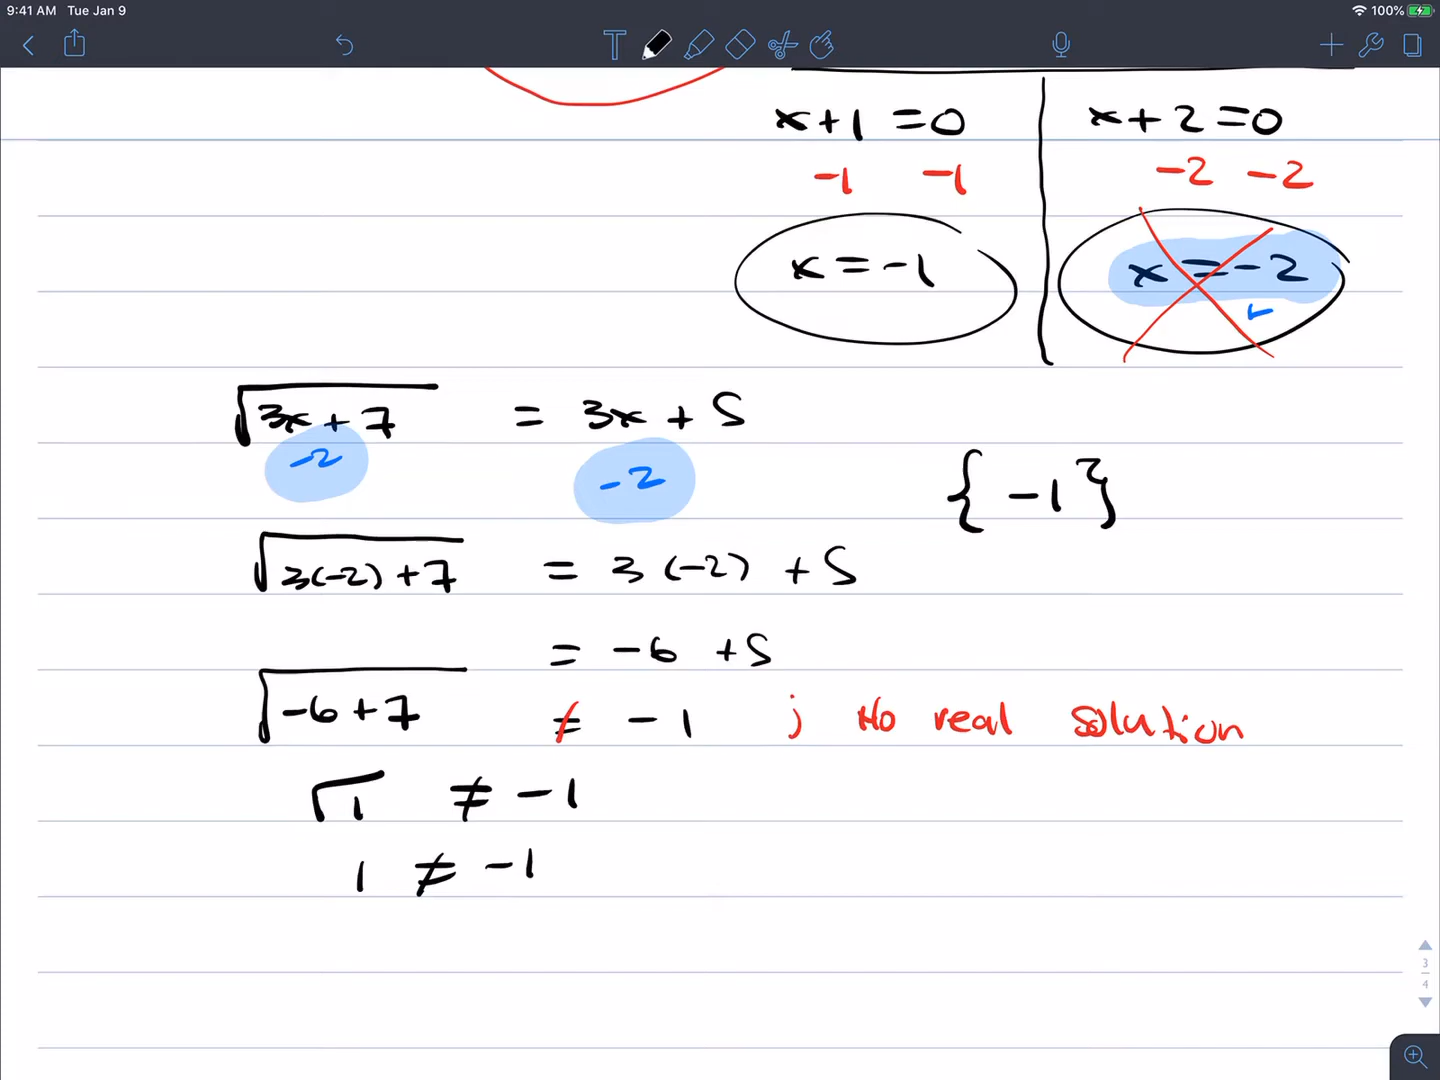 9:41 AM Tue Jan 9
100%
T
x+1=0
x+2=0
-1 -1
-2 -2
x=-1
x=-2
√3x+7 = 3x+5
-2 -2
{-1}
√3(-2)+7 = 3(-2)+5
= -6+5
√-6+7 ≠ -1 ; No real solution
√1 ≠ -1
1 ≠ -1
3
4